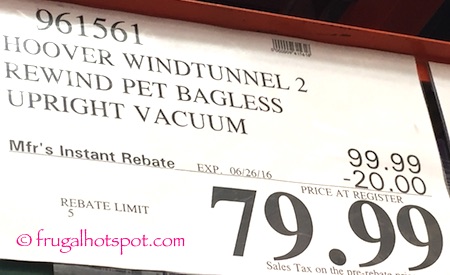 961561
HOOVER WINDTUNNEL 2
REWIND PET BAGLESS
UPRIGHT VACUUM
99.99
Mfr's Instant Rebate EXP. 06/26/16 -20.00
PRICE AT REGISTER
REBATE LIMIT
5
79.99
Sales Tax on the pre-rebate
© frugalhotspot.com